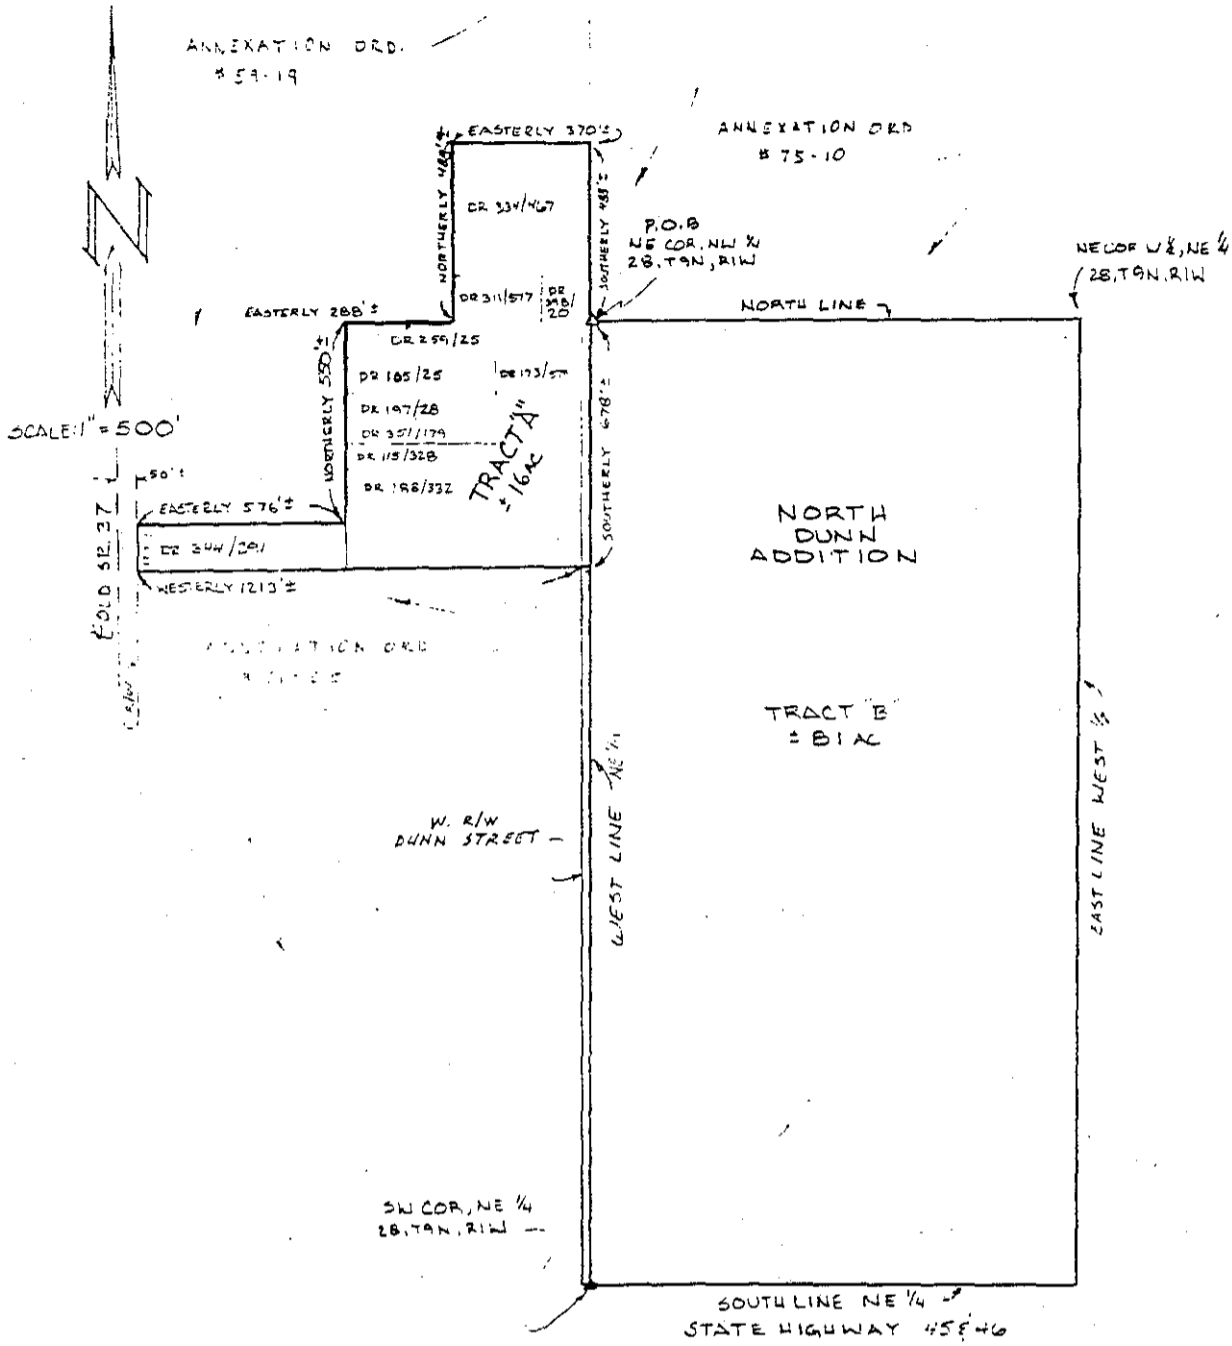 ANNEXATION ORD.
# 59-19
EASTERLY 370'±
ANNEXATION ORD
# 75-10
NORTHERLY 489'±
SOUTHERLY 488'±
DR 334/467
P.O.B
NE COR, NW ¼
28, T9N, R1W
NE COR W ½, NE ¼
28, T9N, R1W
N
DR 311/577
DR
20
EASTERLY 288'±
NORTH LINE
DR 259/25
NORTHERLY 550'±
DR 185/25
DR 173/57
DR 197/28
DR 351/179
DR 115/328
DR 188/332
TRACT "A"
± 16 AC
SOUTHERLY 678'±
SCALE: 1" = 500'
50'±
EASTERLY 576'±
DR 344/291
WESTERLY 1213'±
OLD SR. 37
R/W
ORD
NORTH
DUNN
ADDITION
TRACT "B"
± 81 AC
W. R/W
DUNN STREET
WEST LINE NE ¼
EAST LINE WEST ½
SW COR, NE ¼
28, T9N, R1W
SOUTH LINE NE ¼
STATE HIGHWAY 45 & 46